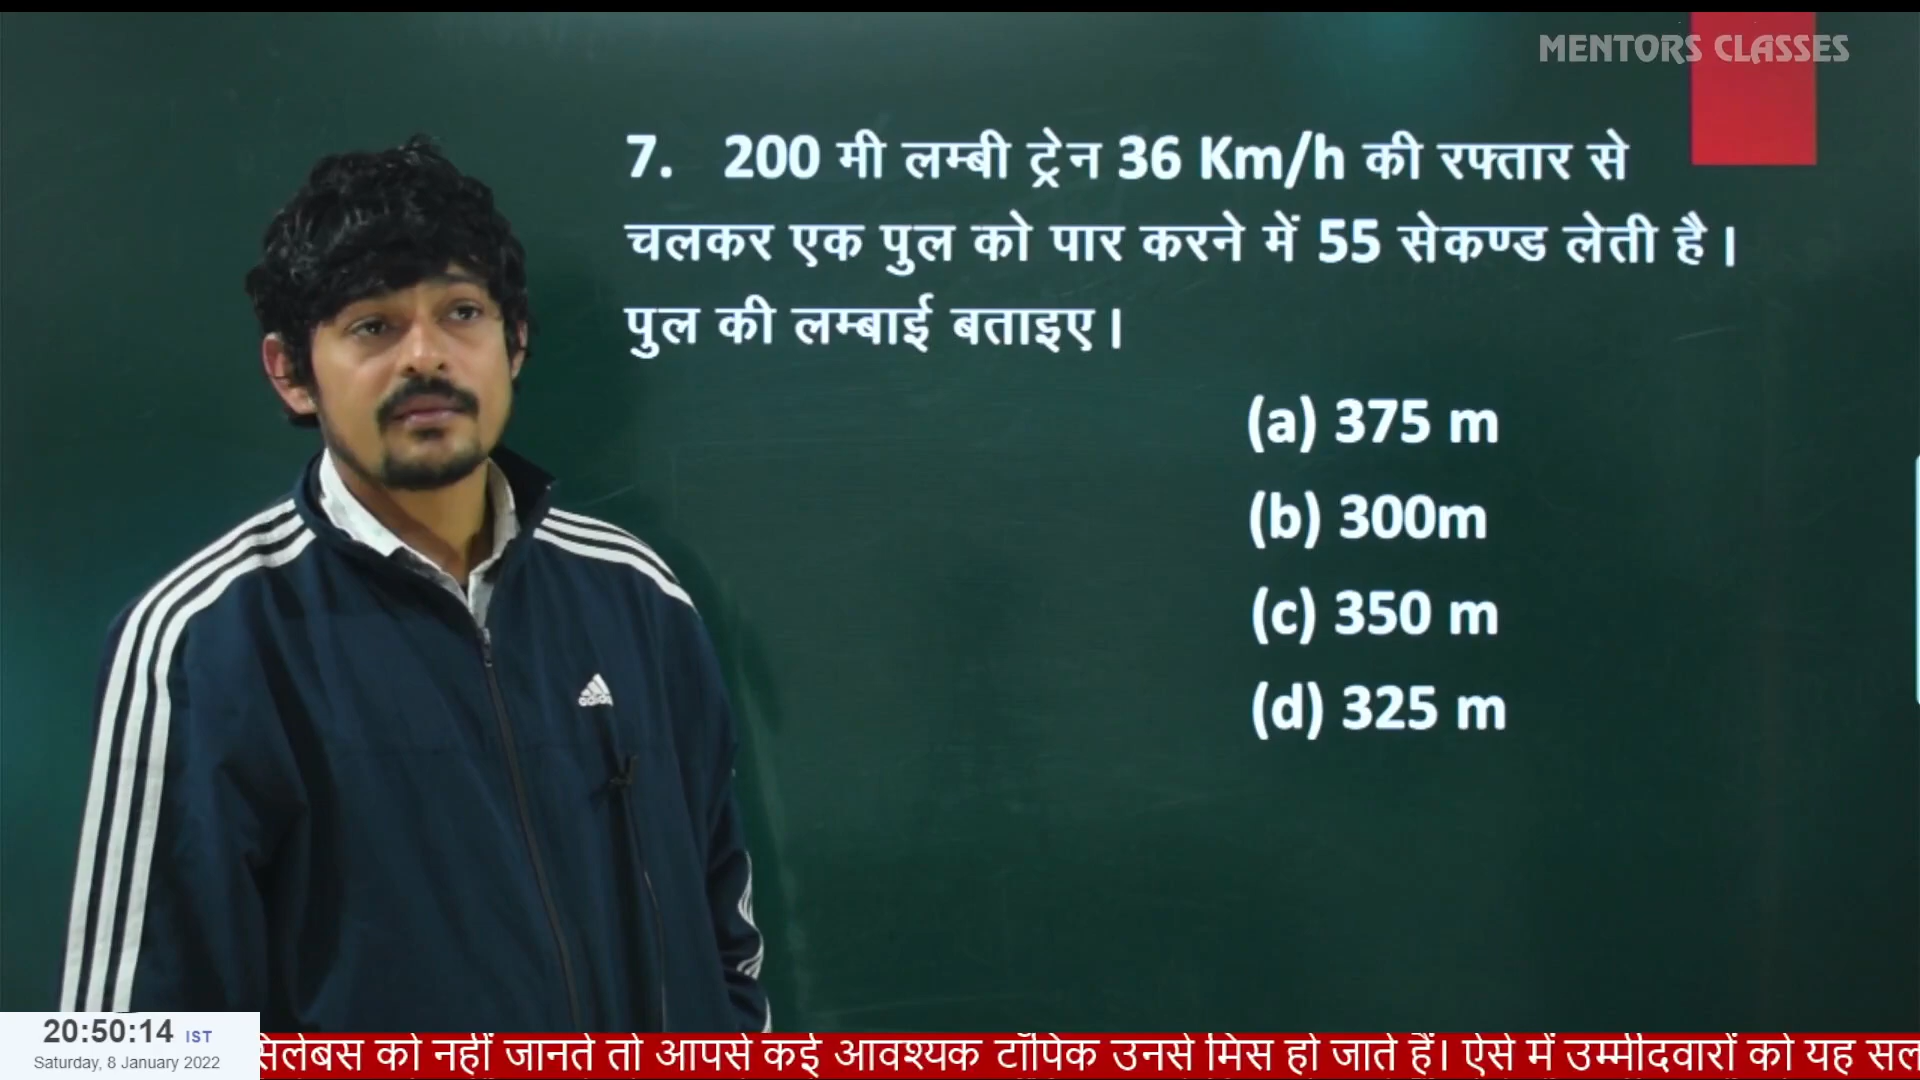 MENTORS CLASSES
7. 200 मी लम्बी ट्रेन 36 Km/h की रफ्तार से
चलकर एक पुल को पार करने में 55 सेकण्ड लेती है।
पुल की लम्बाई बताइए।
(a) 375 m
(b) 300m
(c) 350 m
(d) 325 m
adidas
20:50:14 IST
Saturday, 8 January 2022
सिलेबस को नहीं जानते तो आपसे कई आवश्यक टॉपिक उनसे मिस हो जाते हैं। ऐसे में उम्मीदवारों को यह